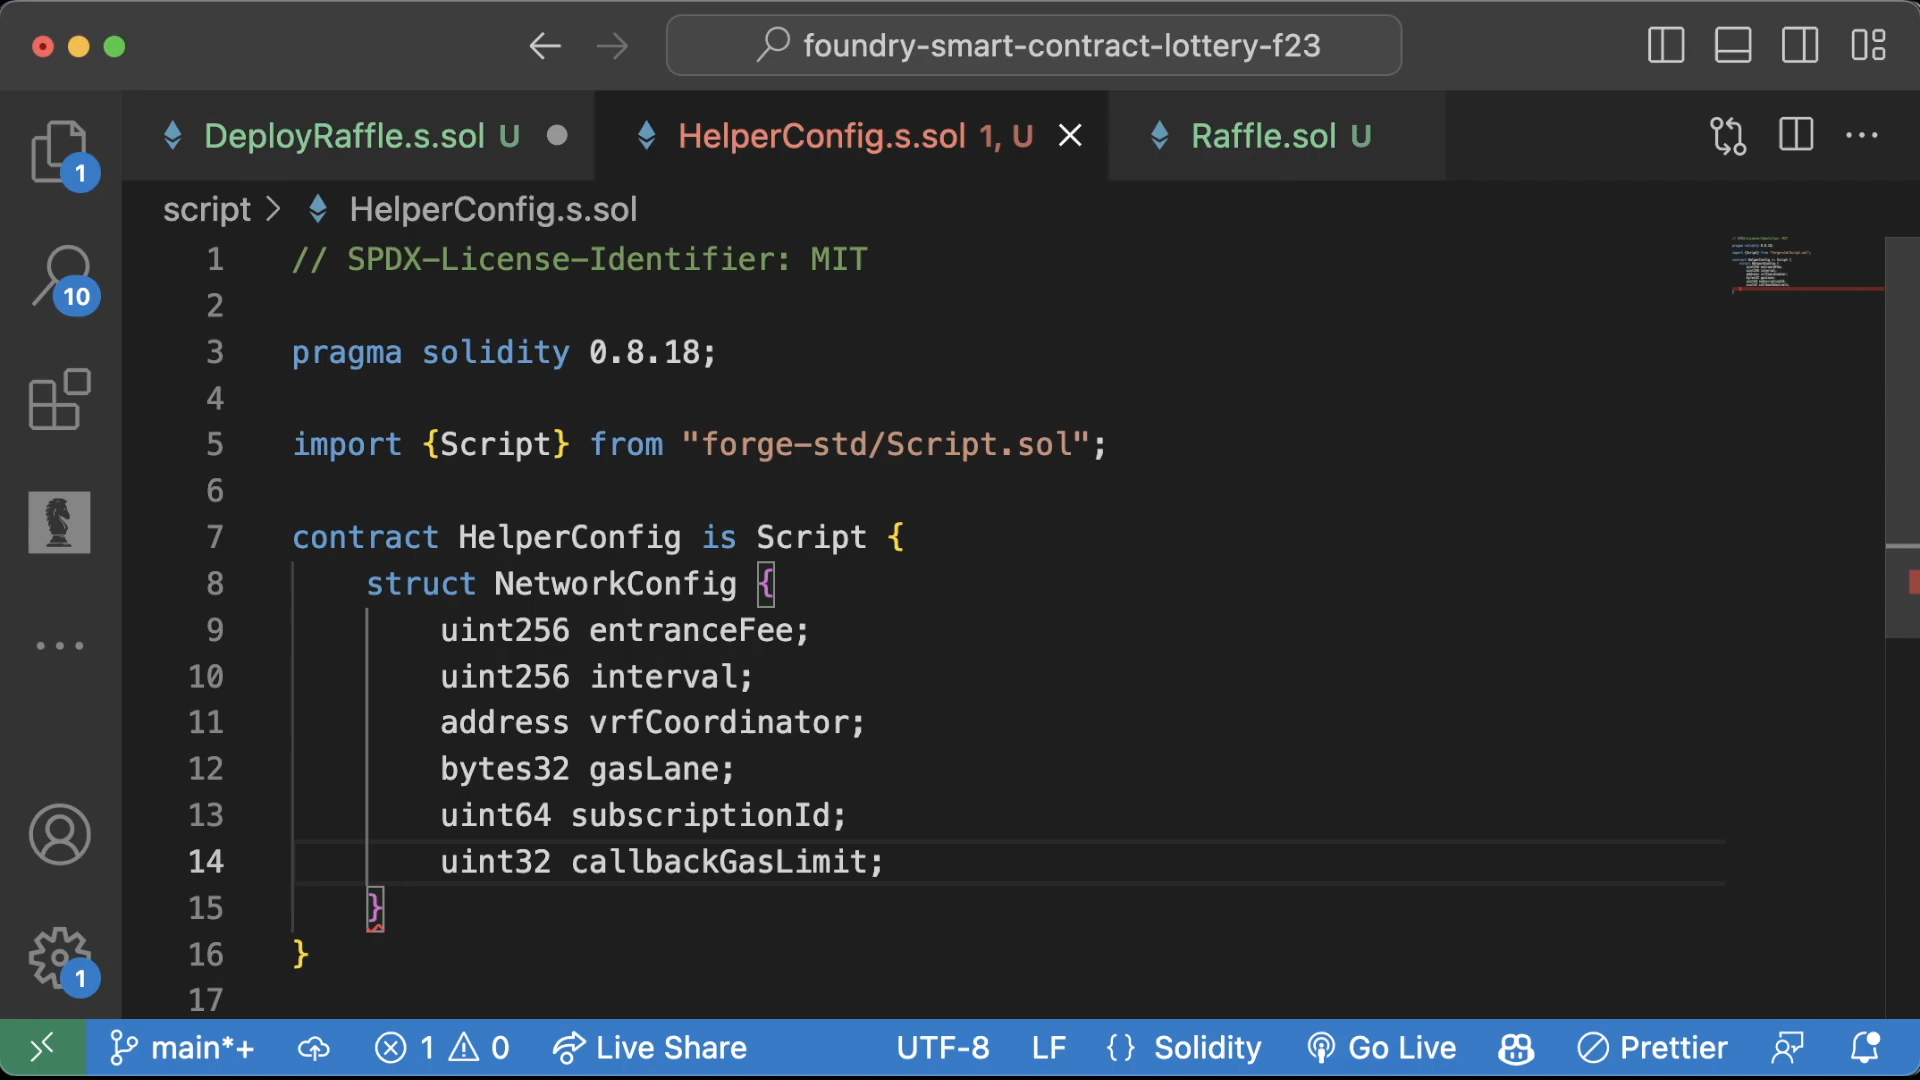 foundry-smart-contract-lottery-f23
DeployRaffle.s.sol U
HelperConfig.s.sol 1, U
Raffle.sol U
script > HelperConfig.s.sol
1 // SPDX-License-Identifier: MIT
2
3 pragma solidity 0.8.18;
4
5 import {Script} from "forge-std/Script.sol";
6
7 contract HelperConfig is Script {
8 struct NetworkConfig {
9 uint256 entranceFee;
10 uint256 interval;
11 address vrfCoordinator;
12 bytes32 gasLane;
13 uint64 subscriptionId;
14 uint32 callbackGasLimit;
15 }
16 }
17
1
10
1
main*+ 1 0 Live Share UTF-8 LF {} Solidity Go Live Prettier